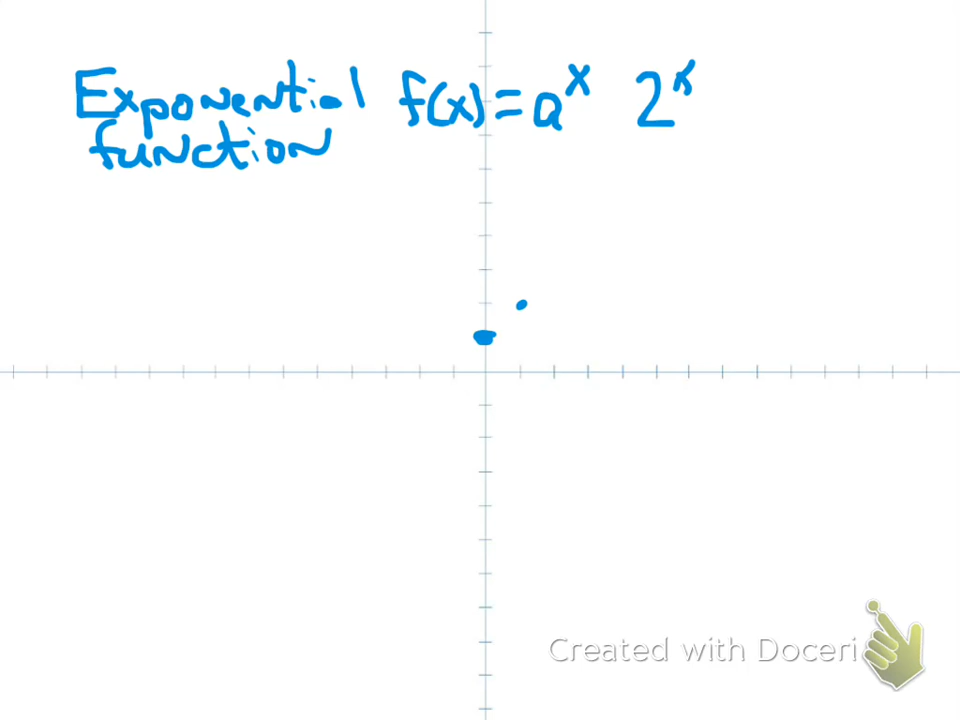 Exponential f(x) = a^x 2^x
function
Created with Doceri